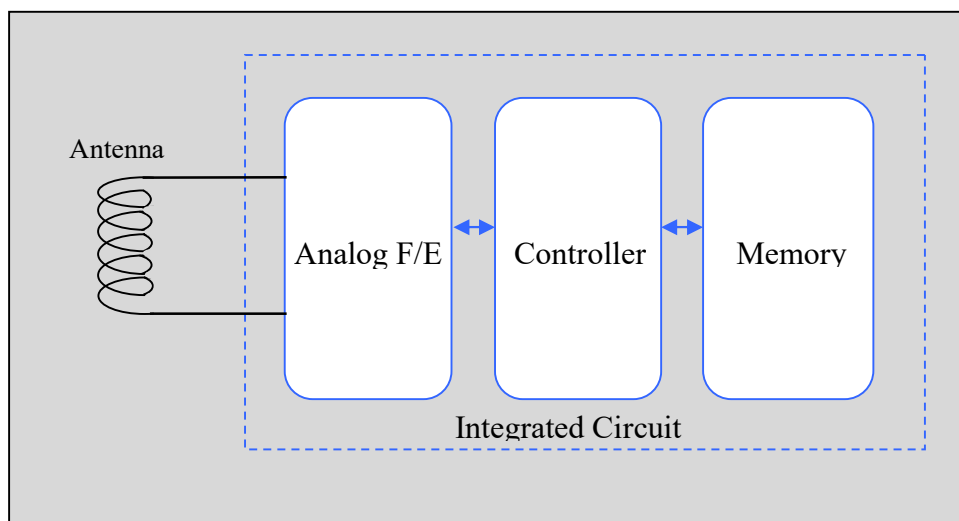 Antenna
Analog F/E
Controller
Memory
Integrated Circuit